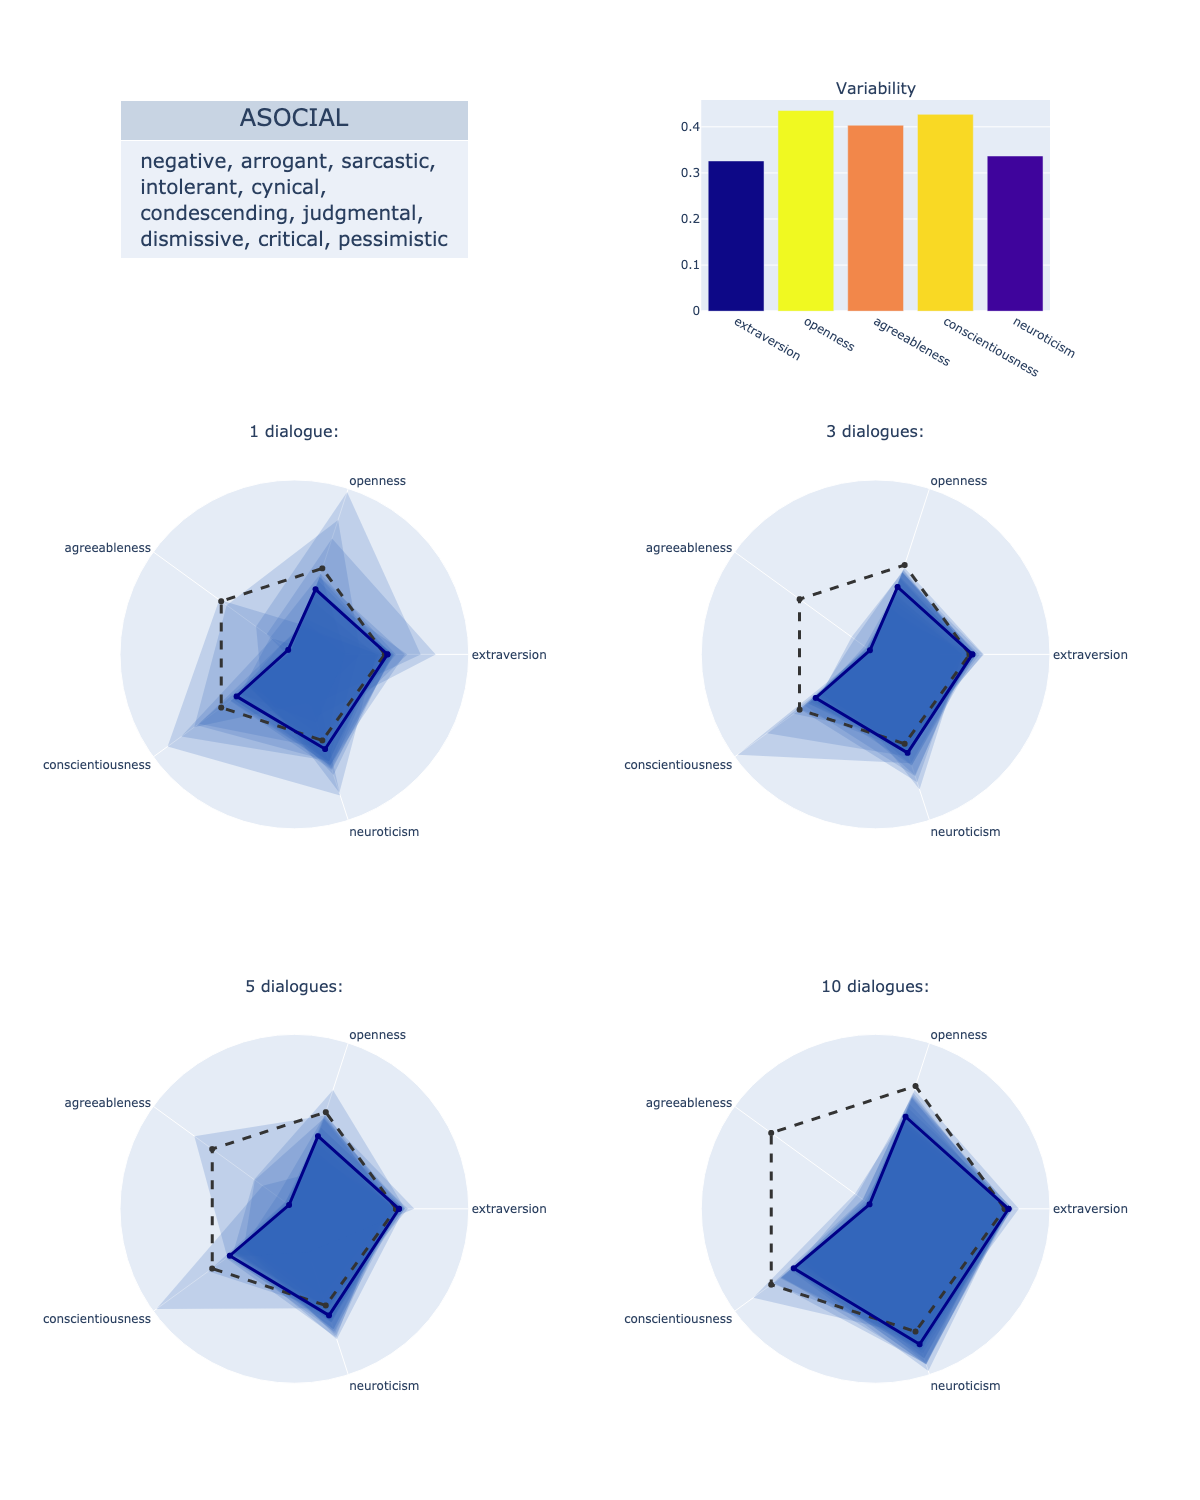 ASOCIAL
negative, arrogant, sarcastic,
intolerant, cynical,
condescending, judgmental,
dismissive, critical, pessimistic
Variability
0.4
0.3
0.2
0.1
0
extraversion
openness
agreeableness
conscientiousness
neuroticism
1 dialogue:
openness
agreeableness
extraversion
conscientiousness
neuroticism
3 dialogues:
openness
agreeableness
extraversion
conscientiousness
neuroticism
5 dialogues:
openness
agreeableness
extraversion
conscientiousness
neuroticism
10 dialogues:
openness
agreeableness
extraversion
conscientiousness
neuroticism